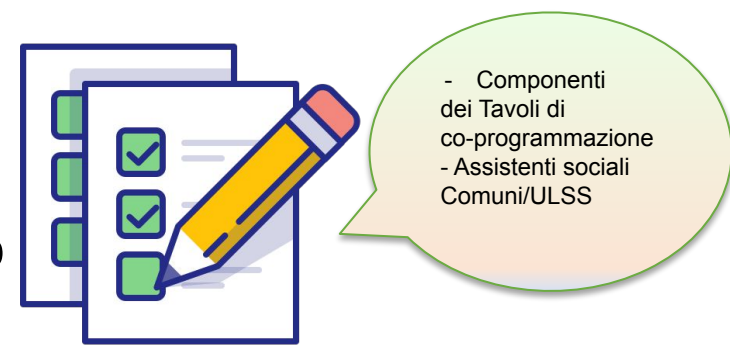 - Componenti
dei Tavoli di
co-programmazione
- Assistenti sociali
Comuni/ULSS
)